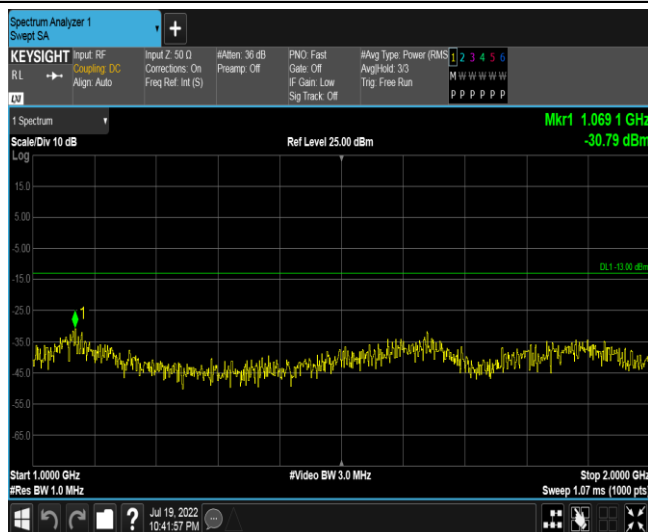 Spectrum Analyzer 1
Swept SA
+
KEYSIGHT
RL
LXI
Input: RF
Coupling: DC
Align: Auto
Input Z: 50 Ω
Corrections: On
Freq Ref: Int (S)
#Atten: 36 dB
Preamp: Off
PNO: Fast
Gate: Off
IF Gain: Low
Sig Track: Off
#Avg Type: Power (RMS
Avg|Hold: 3/3
Trig: Free Run
1 2 3 4 5 6
M W W W W W
P P P P P P
1 Spectrum
Mkr1 1.069 1 GHz
-30.79 dBm
Scale/Div 10 dB
Ref Level 25.00 dBm
Log
15.0
5.00
-5.00
DL1 -13.00 dBm
-15.0
-25.0
1
-35.0
-45.0
-55.0
-65.0
Start 1.0000 GHz
#Video BW 3.0 MHz
Stop 2.0000 GHz
#Res BW 1.0 MHz
Sweep 1.07 ms (1000 pts)
?
Jul 19, 2022
10:41:57 PM